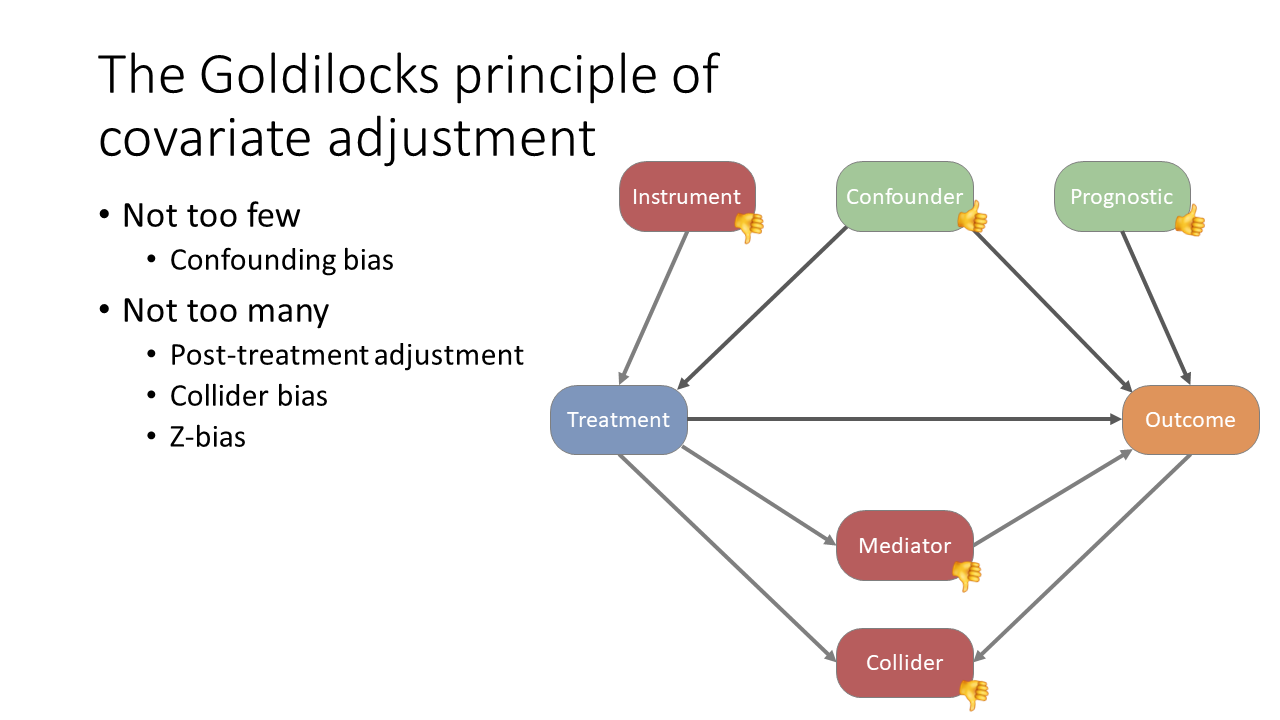 The Goldilocks principle of
covariate adjustment
• Not too few
• Confounding bias
• Not too many
• Post-treatment adjustment
• Collider bias
• Z-bias
Instrument
Confounder
Prognostic
Treatment
Outcome
Mediator
Collider